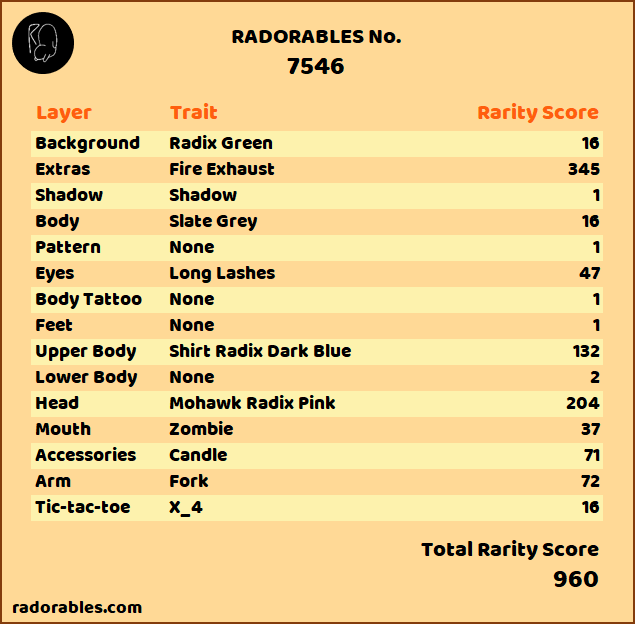 RADORABLES No.
7546
Layer Trait Rarity Score
Background Radix Green 16
Extras Fire Exhaust 345
Shadow Shadow 1
Body Slate Grey 16
Pattern None 1
Eyes Long Lashes 47
Body Tattoo None 1
Feet None 1
Upper Body Shirt Radix Dark Blue 132
Lower Body None 2
Head Mohawk Radix Pink 204
Mouth Zombie 37
Accessories Candle 71
Arm Fork 72
Tic-tac-toe X_4 16
Total Rarity Score
960
radorables.com